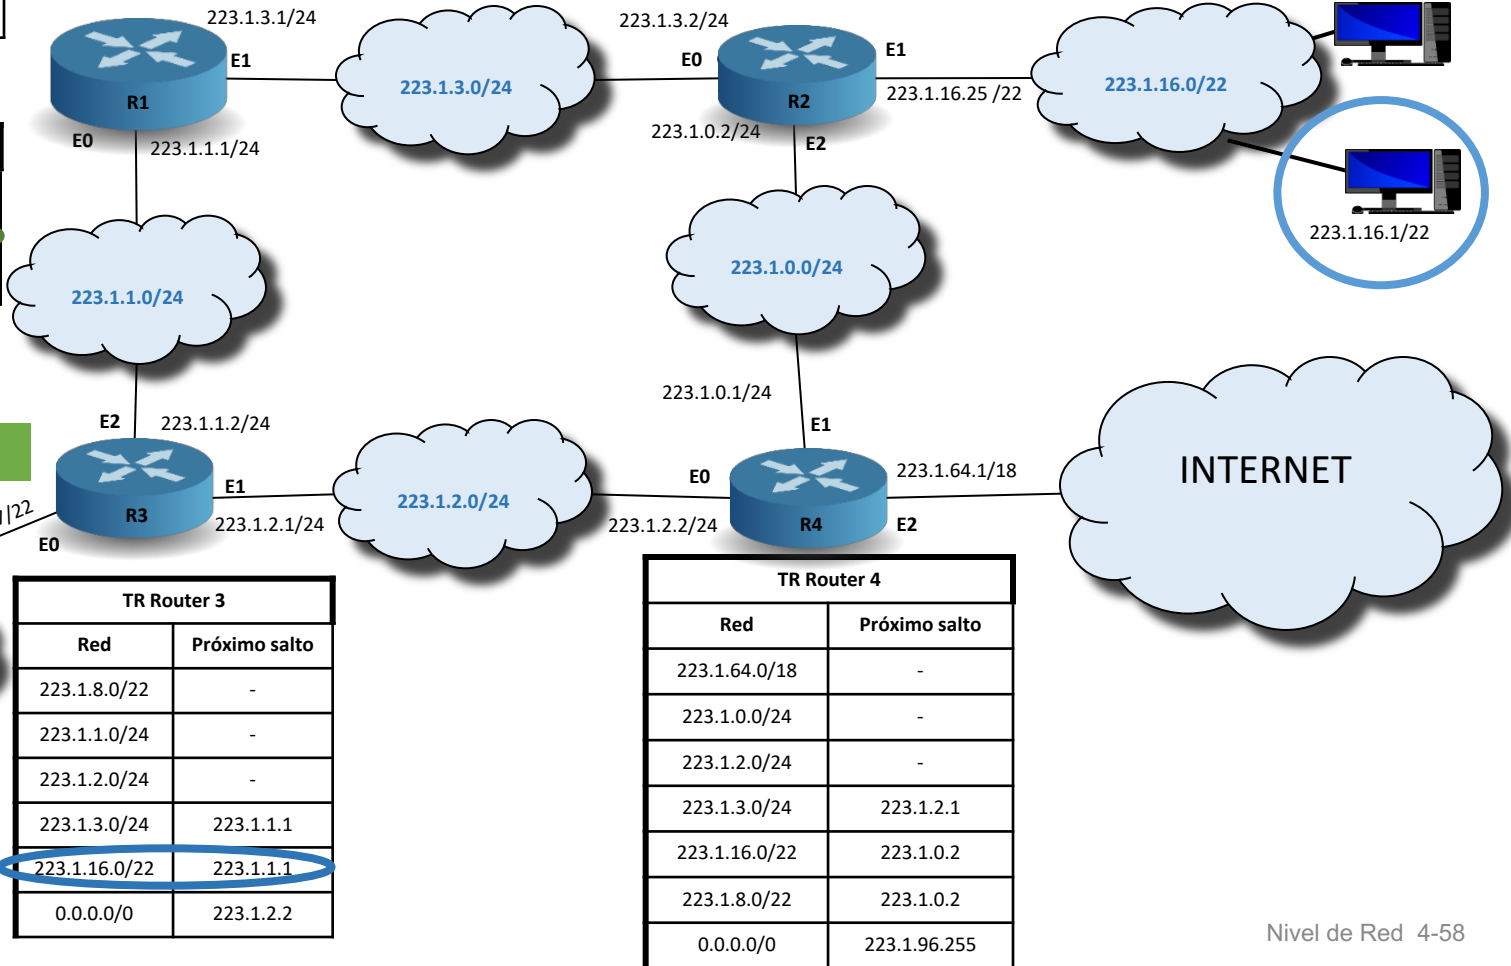 223.1.3.1/24
223.1.3.2/24
E1
E0
E1
223.1.3.0/24
223.1.16.0/22
R1
R2
223.1.16.25 /22
E0
223.1.1.1/24
223.1.0.2/24
E2
223.1.16.1/22
223.1.1.0/24
223.1.0.0/24
223.1.0.1/24
E2
223.1.1.2/24
E1
INTERNET
E1
E0
223.1.64.1/18
223.1.2.0/24
/22
R3
223.1.2.1/24
223.1.2.2/24
R4
E2
E0
TR Router 3
Red Próximo salto
223.1.8.0/22 -
223.1.1.0/24 -
223.1.2.0/24 -
223.1.3.0/24 223.1.1.1
223.1.16.0/22 223.1.1.1
0.0.0.0/0 223.1.2.2
TR Router 4
Red Próximo salto
223.1.64.0/18 -
223.1.0.0/24 -
223.1.2.0/24 -
223.1.3.0/24 223.1.2.1
223.1.16.0/22 223.1.0.2
223.1.8.0/22 223.1.0.2
0.0.0.0/0 223.1.96.255
Nivel de Red 4-58